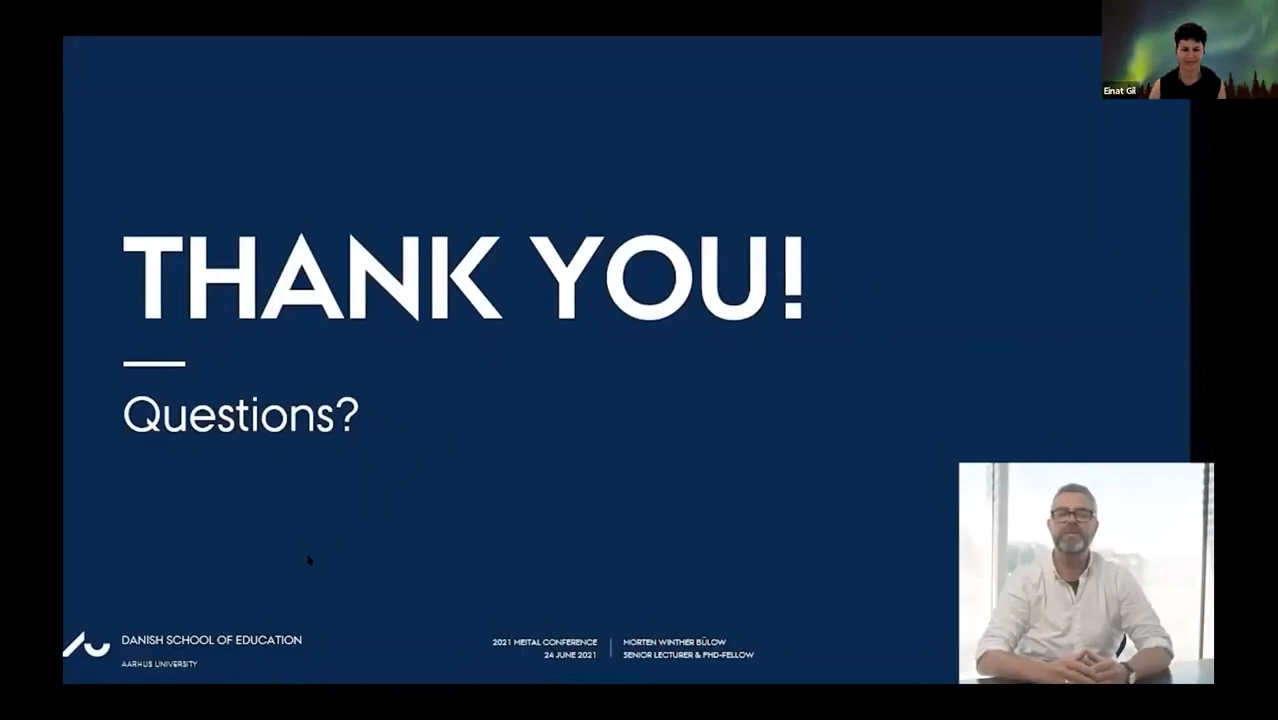 Einat Gil
THANK YOU!
Questions?
DANISH SCHOOL OF EDUCATION
AARHUS UNIVERSITY
2021 MEITAL CONFERENCE
24 JUNE 2021
MORTEN WINTHER BÜLOW
SENIOR LECTURER & PHD-FELLOW